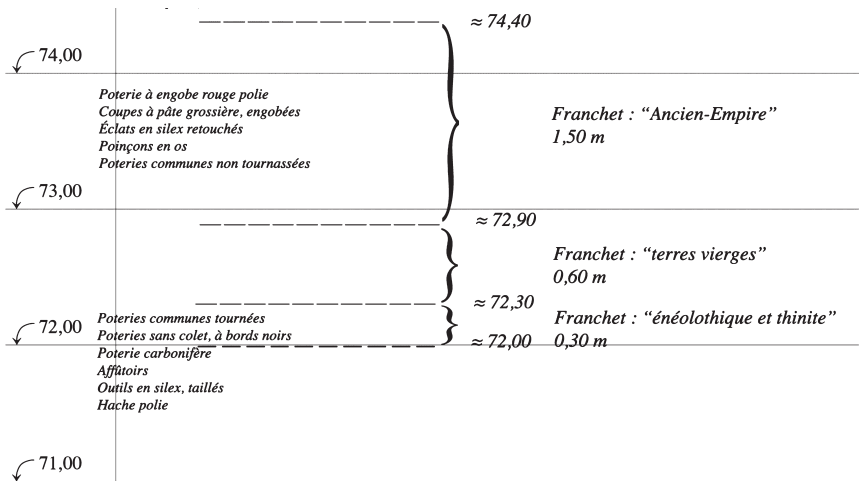 ≈ 74,40
74,00
Poterie à engobe rouge polie
Coupes à pâte grossière, engobées
Éclats en silex retouchés
Poinçons en os
Poteries communes non tournassées
Franchet : “Ancien-Empire”
1,50 m
73,00
≈ 72,90
Franchet : “terres vierges”
0,60 m
≈ 72,30
Poteries communes tournées
Poteries sans colet, à bords noirs
Poterie carbonifère
Affûtoirs
Outils en silex, taillés
Hache polie
Franchet : “énéolothique et thinite”
0,30 m
72,00
≈ 72,00
71,00